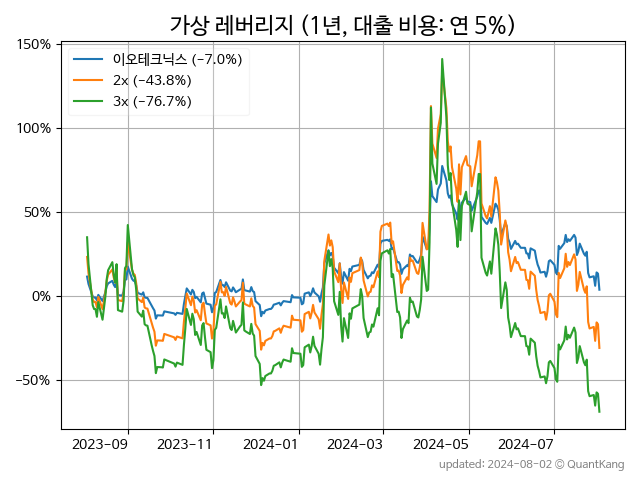 가상 레버리지 (1년, 대출 비용: 연 5%)
150%
100%
50%
0%
−50%
이오테크닉스 (−7.0%)
2x (−43.8%)
3x (−76.7%)
2023-09
2023-11
2024-01
2024-03
2024-05
2024-07
updated: 2024-08-02 © QuantKang